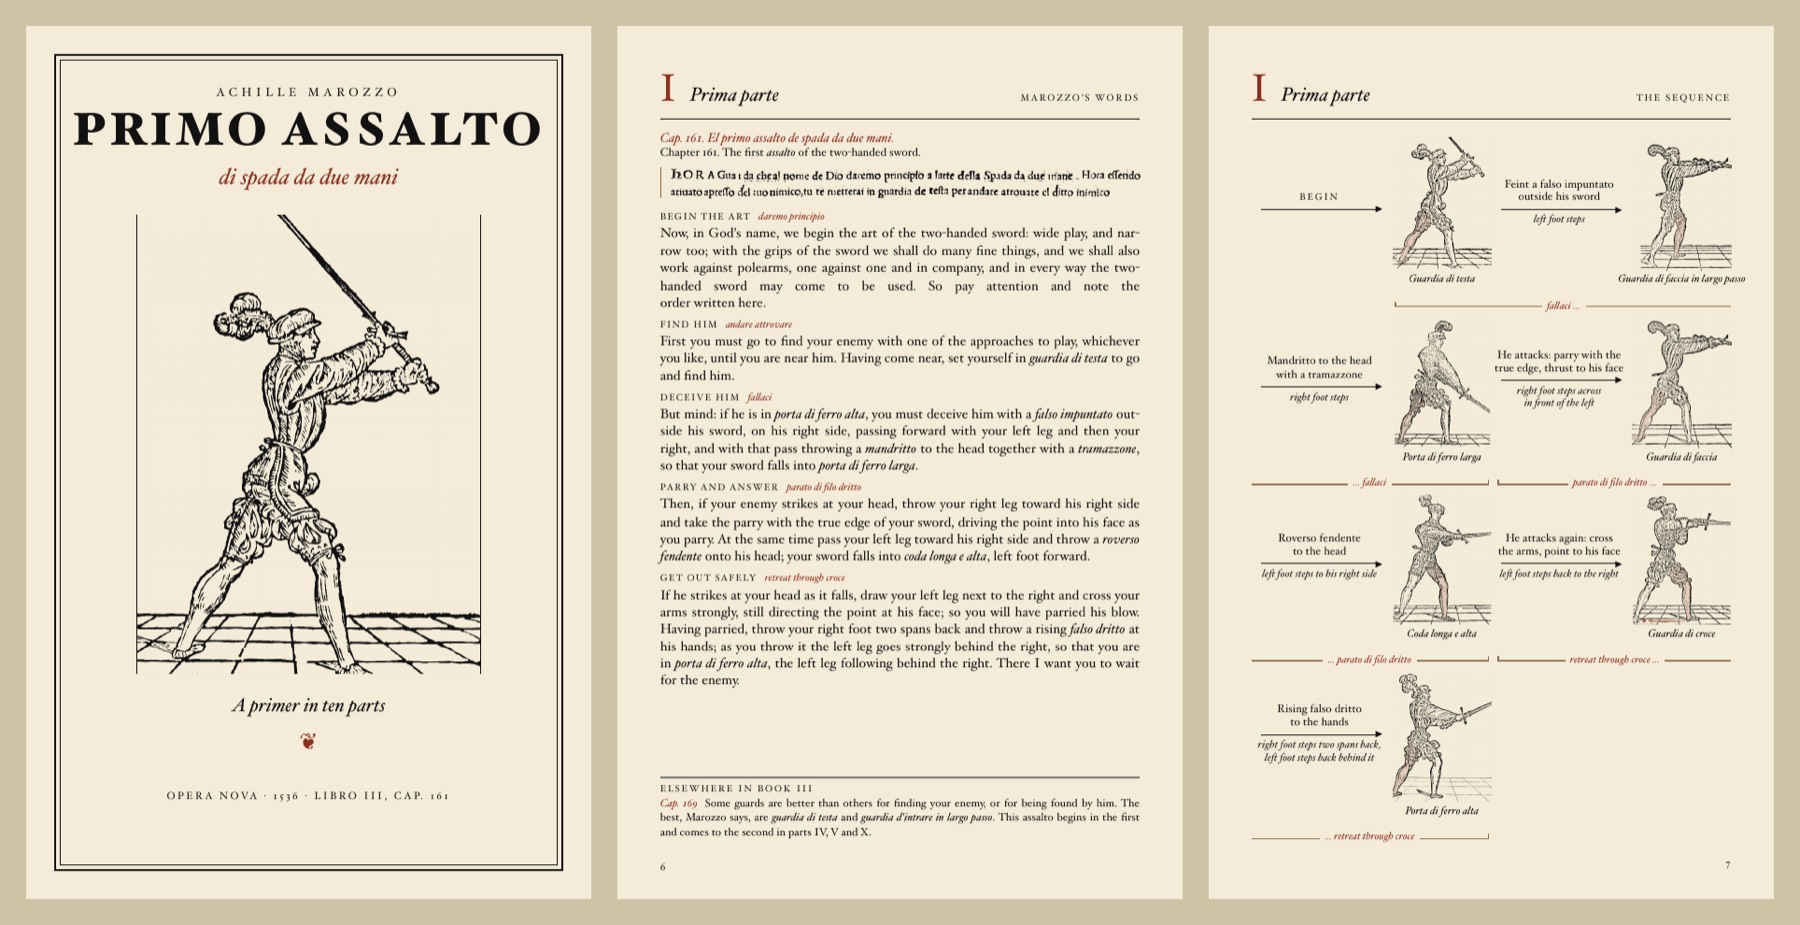 ACHILLE MAROZZO
PRIMO ASSALTO
di spada da due mani
A primer in ten parts
OPERA NOVA · 1536 · LIBRO III, CAP. 161
I Prima parte
MAROZZO'S WORDS
Cap. 161. El primo assalto de spada da due mani.
Chapter 161. The first assalto of the two-handed sword.
nome de Dio daremo principio a larte della Spada da due Hora essendo
del tuo nimico, tu te metterai in guardia de testa per andare atrouare el ditto inimico
BEGIN THE ART daremo principio
Now, in God's name, we begin the art of the two-handed sword: wide play, and nar-
row too; with the grips of the sword we shall do many fine things, and we shall also
work against polearms, one against one and in company, and in every way the two-
handed sword may come to be used. So pay attention and note the
order written here.
FIND HIM andare attrovare
First you must go to find your enemy with one of the approaches to play, whichever
you like, until you are near him. Having come near, set yourself in guardia di testa to go
and find him.
DECEIVE HIM fallaci
But mind: if he is in porta di ferro alta, you must deceive him with a falso impuntato out-
side his sword, on his right side, passing forward with your left leg and then your
right, and with that pass throwing a mandritto to the head together with a tramazzone,
so that your sword falls into porta di ferro larga.
PARRY AND ANSWER parato di filo dritto
Then, if your enemy strikes at your head, throw your right leg toward his right side
and take the parry with the true edge of your sword, driving the point into his face as
you parry. At the same time pass your left leg toward his right side and throw a roverso
fendente onto his head; your sword falls into coda longa e alta, left foot forward.
GET OUT SAFELY retreat through croce
If he strikes at your head as it falls, draw your left leg next to the right and cross your
arms strongly, still directing the point at his face; so you will have parried his blow.
Having parried, throw your right foot two spans back and throw a rising falso dritto at
his hands; as you throw it the left leg goes strongly behind the right, so that you are
in porta di ferro alta, the left leg following behind the right. There I want you to wait
for the enemy.
ELSEWHERE IN BOOK III
Cap. 169 Some guards are better than others for finding your enemy, or for being found by him. The
best, Marozzo says, are guardia di testa and guardia d'intrare in largo passo. This assalto begins in the first
and comes to the second in parts IV, V and X.
6
I Prima parte
THE SEQUENCE
BEGIN
Guardia di testa
Feint a falso impuntato
outside his sword
left foot steps
Guardia di faccia in largo passo
fallaci ...
Mandritto to the head
with a tramazzone
right foot steps
Porta di ferro larga
He attacks: parry with the
true edge, thrust to his face
right foot steps across
in front of the left
Guardia di faccia
... fallaci
parato di filo dritto ...
Roverso fendente
to the head
left foot steps to his right side
Coda longa e alta
He attacks again: cross
the arms, point to his face
left foot steps back to the right
Guardia di croce
... parato di filo dritto
retreat through croce ...
Rising falso dritto
to the hands
right foot steps two spans back,
left foot steps back behind it
Porta di ferro alta
... retreat through croce
7